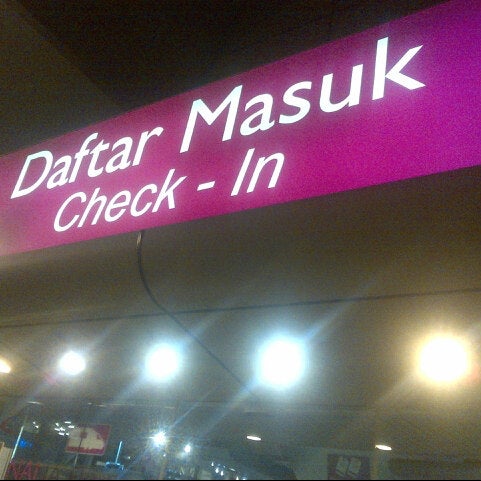 Daftar Masuk
Check - In